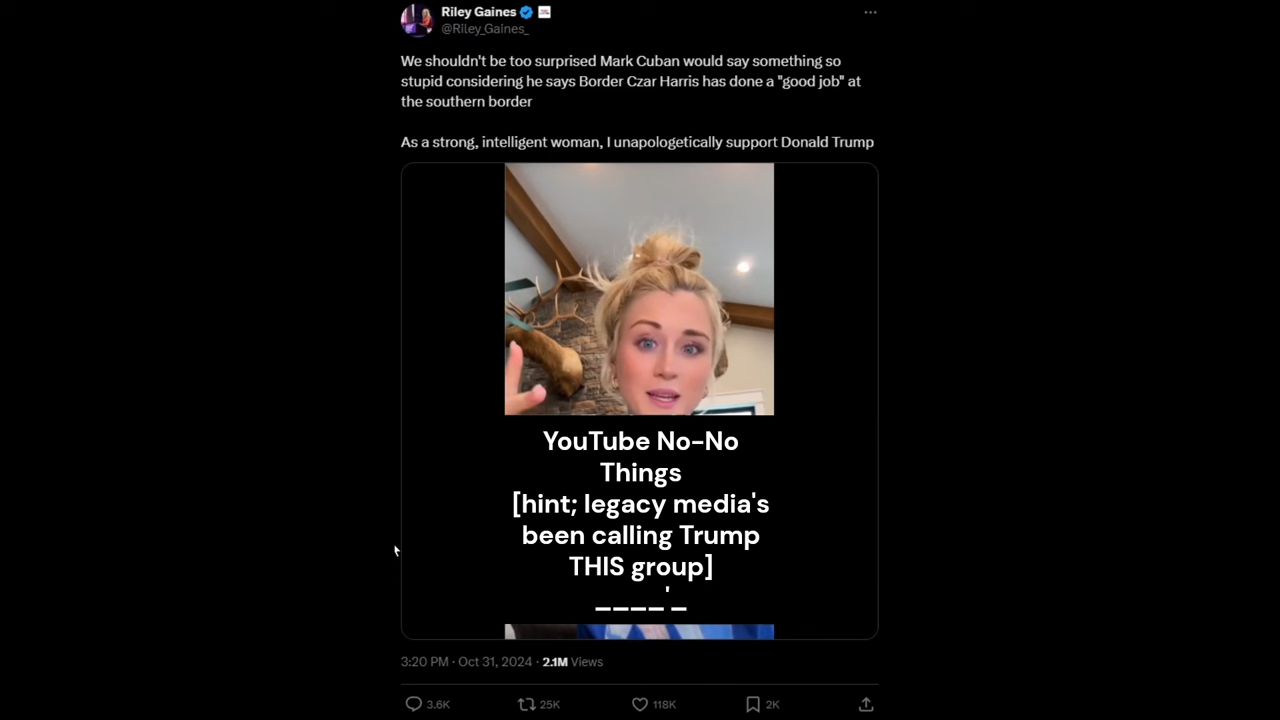 Riley Gaines
@Riley_Gaines_
We shouldn't be too surprised Mark Cuban would say something so
stupid considering he says Border Czar Harris has done a "good job" at
the southern border
As a strong, intelligent woman, I unapologetically support Donald Trump
YouTube No-No
Things
[hint; legacy media's
been calling Trump
THIS group]
____'_
3:20 PM · Oct 31, 2024 · 2.1M Views
3.6K 25K 118K 2K